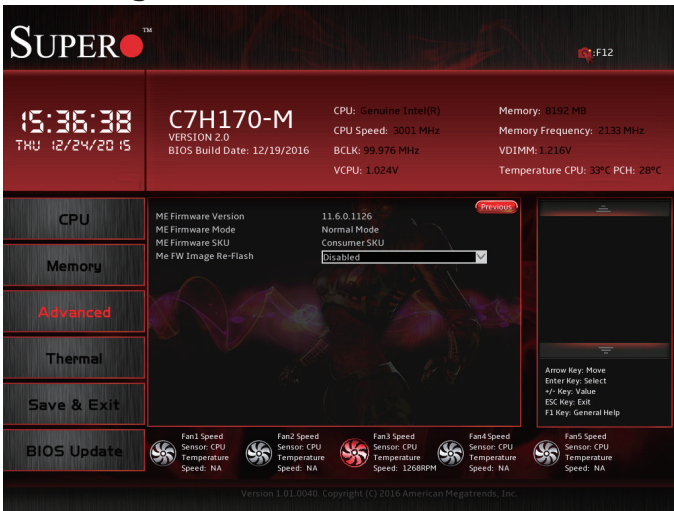 SUPER
TM
:F12
15:36:38
THU 12/24/2015
C7H170-M
VERSION 2.0
BIOS Build Date: 12/19/2016
CPU: Genuine Intel(R)
CPU Speed: 3001 MHz
BCLK: 99.976 MHz
VCPU: 1.024V
Memory: 8192 MB
Memory Frequency: 2133 MHz
VDIMM: 1.216V
Temperature CPU: 33°C PCH: 28°C
CPU
Memory
Advanced
Thermal
Save & Exit
BIOS Update
Previous
ME Firmware Version 11.6.0.1126
ME Firmware Mode Normal Mode
ME Firmware SKU Consumer SKU
Me FW Image Re-Flash Disabled
Arrow Key: Move
Enter Key: Select
+/- Key: Value
ESC Key: Exit
F1 Key: General Help
Fan1 Speed
Sensor: CPU
Temperature
Speed: NA
Fan2 Speed
Sensor: CPU
Temperature
Speed: NA
Fan3 Speed
Sensor: CPU
Temperature
Speed: 1268RPM
Fan4 Speed
Sensor: CPU
Temperature
Speed: NA
Fan5 Speed
Sensor: CPU
Temperature
Speed: NA
Version 1.01.0040. Copyright (C) 2016 American Megatrends, Inc.